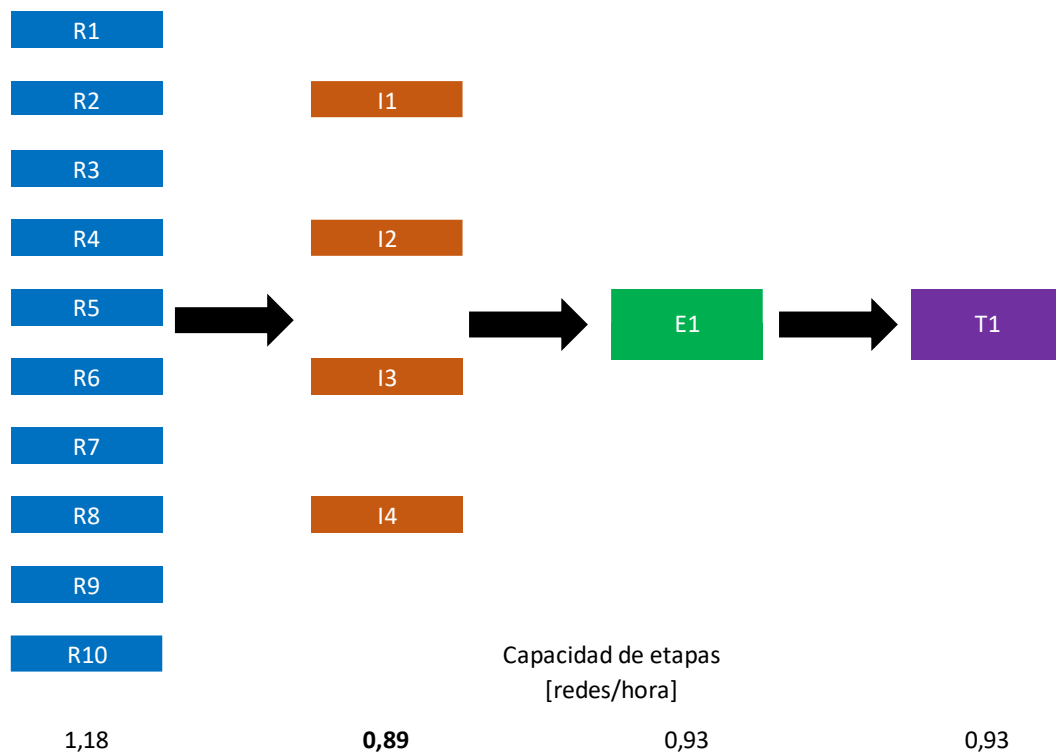 R1
R2
I1
R3
R4
I2
R5
E1
T1
R6
I3
R7
R8
I4
R9
R10
Capacidad de etapas
[redes/hora]
1,18
0,89
0,93
0,93